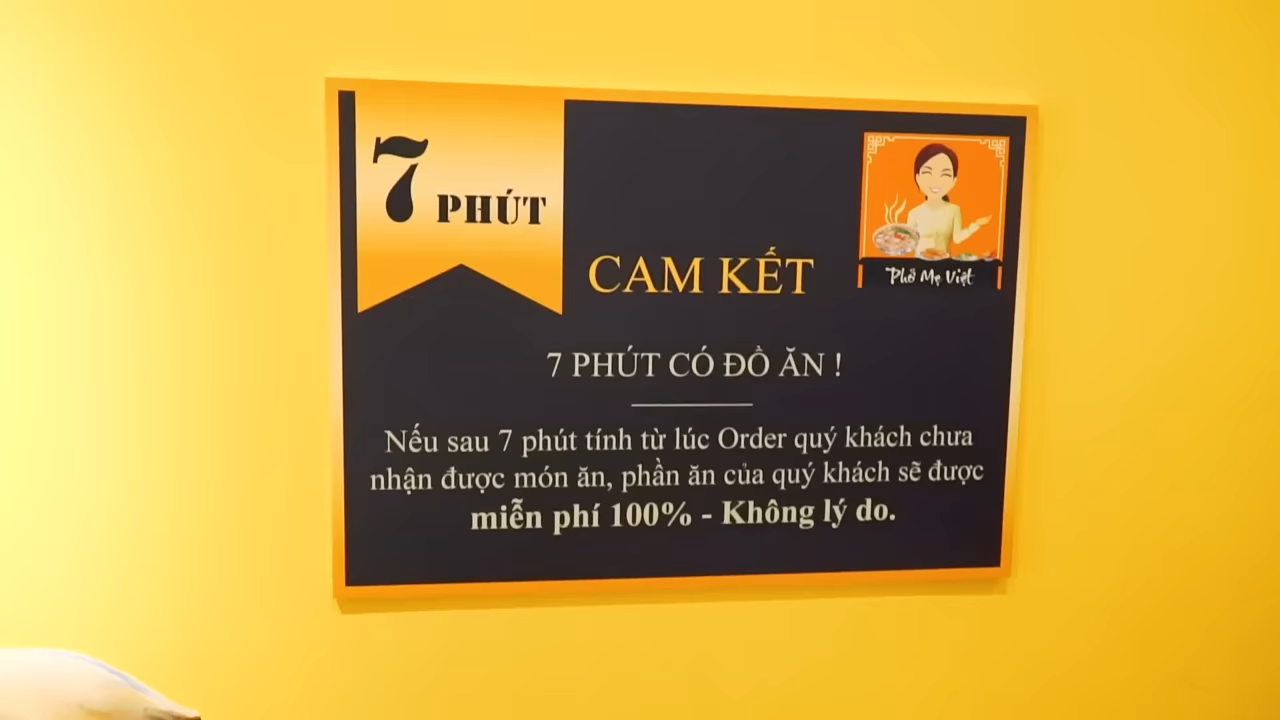 7 PHÚT
Phở Mẹ Việt
CAM KẾT
7 PHÚT CÓ ĐỒ ĂN !
Nếu sau 7 phút tính từ lúc Order quý khách chưa
nhận được món ăn, phần ăn của quý khách sẽ được
miễn phí 100% - Không lý do.